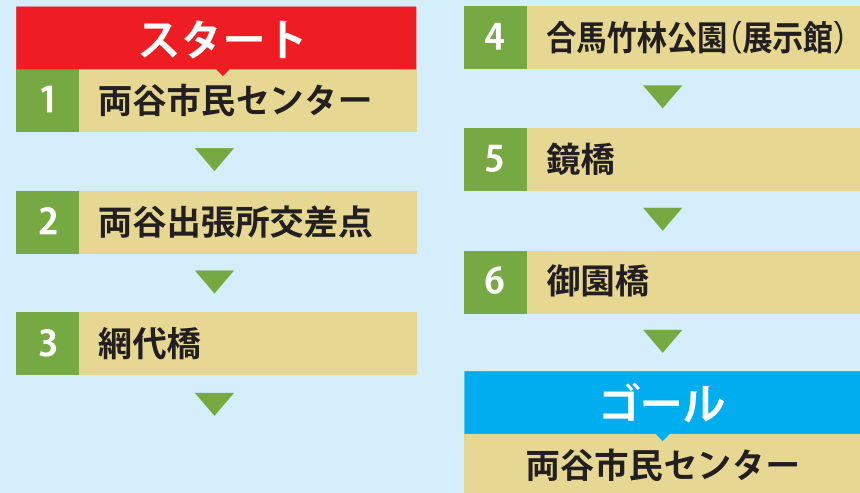 スタート
1 両谷市民センター
2 両谷出張所交差点
3 網代橋
4 合馬竹林公園(展示館)
5 鏡橋
6 御園橋
ゴール
両谷市民センター